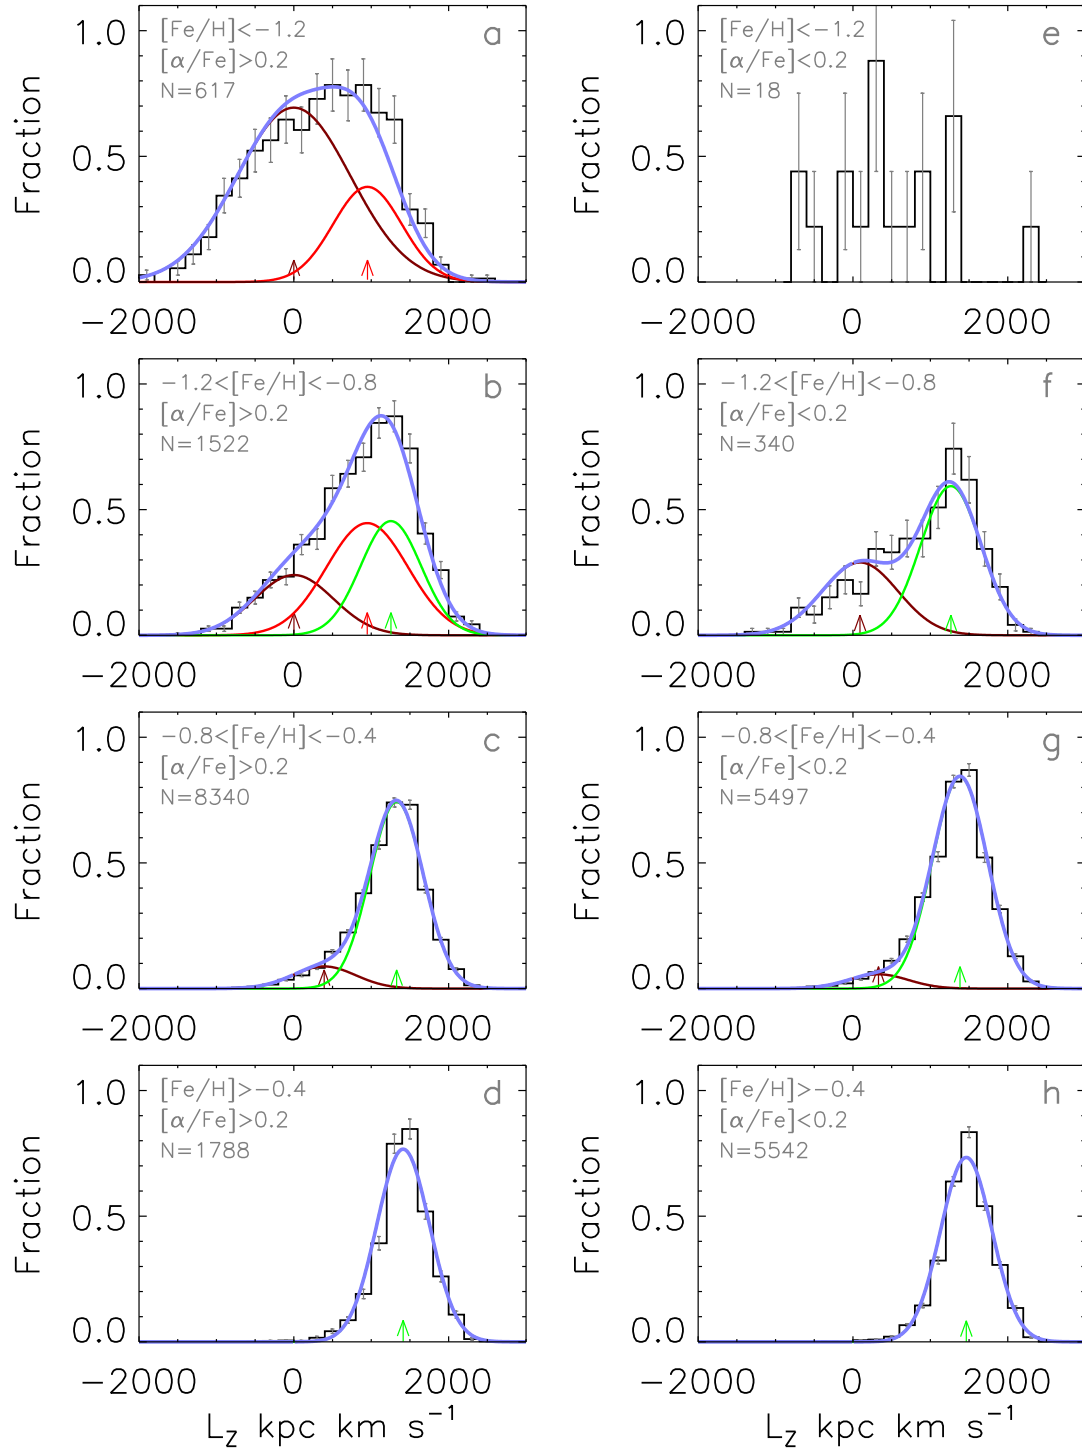 1.0
0.5
0.0
Fraction
[Fe/H]<−1.2
[α/Fe]>0.2
N=617
a
−2000 0 2000
1.0
0.5
0.0
Fraction
[Fe/H]<−1.2
[α/Fe]<0.2
N=18
e
−2000 0 2000
1.0
0.5
0.0
Fraction
−1.2<[Fe/H]<−0.8
[α/Fe]>0.2
N=1522
b
−2000 0 2000
1.0
0.5
0.0
Fraction
−1.2<[Fe/H]<−0.8
[α/Fe]<0.2
N=340
f
−2000 0 2000
1.0
0.5
0.0
Fraction
−0.8<[Fe/H]<−0.4
[α/Fe]>0.2
N=8340
c
−2000 0 2000
1.0
0.5
0.0
Fraction
−0.8<[Fe/H]<−0.4
[α/Fe]<0.2
N=5497
g
−2000 0 2000
1.0
0.5
0.0
Fraction
[Fe/H]>−0.4
[α/Fe]>0.2
N=1788
d
−2000 0 2000
L_Z kpc km s⁻¹
1.0
0.5
0.0
Fraction
[Fe/H]>−0.4
[α/Fe]<0.2
N=5542
h
−2000 0 2000
L_Z kpc km s⁻¹